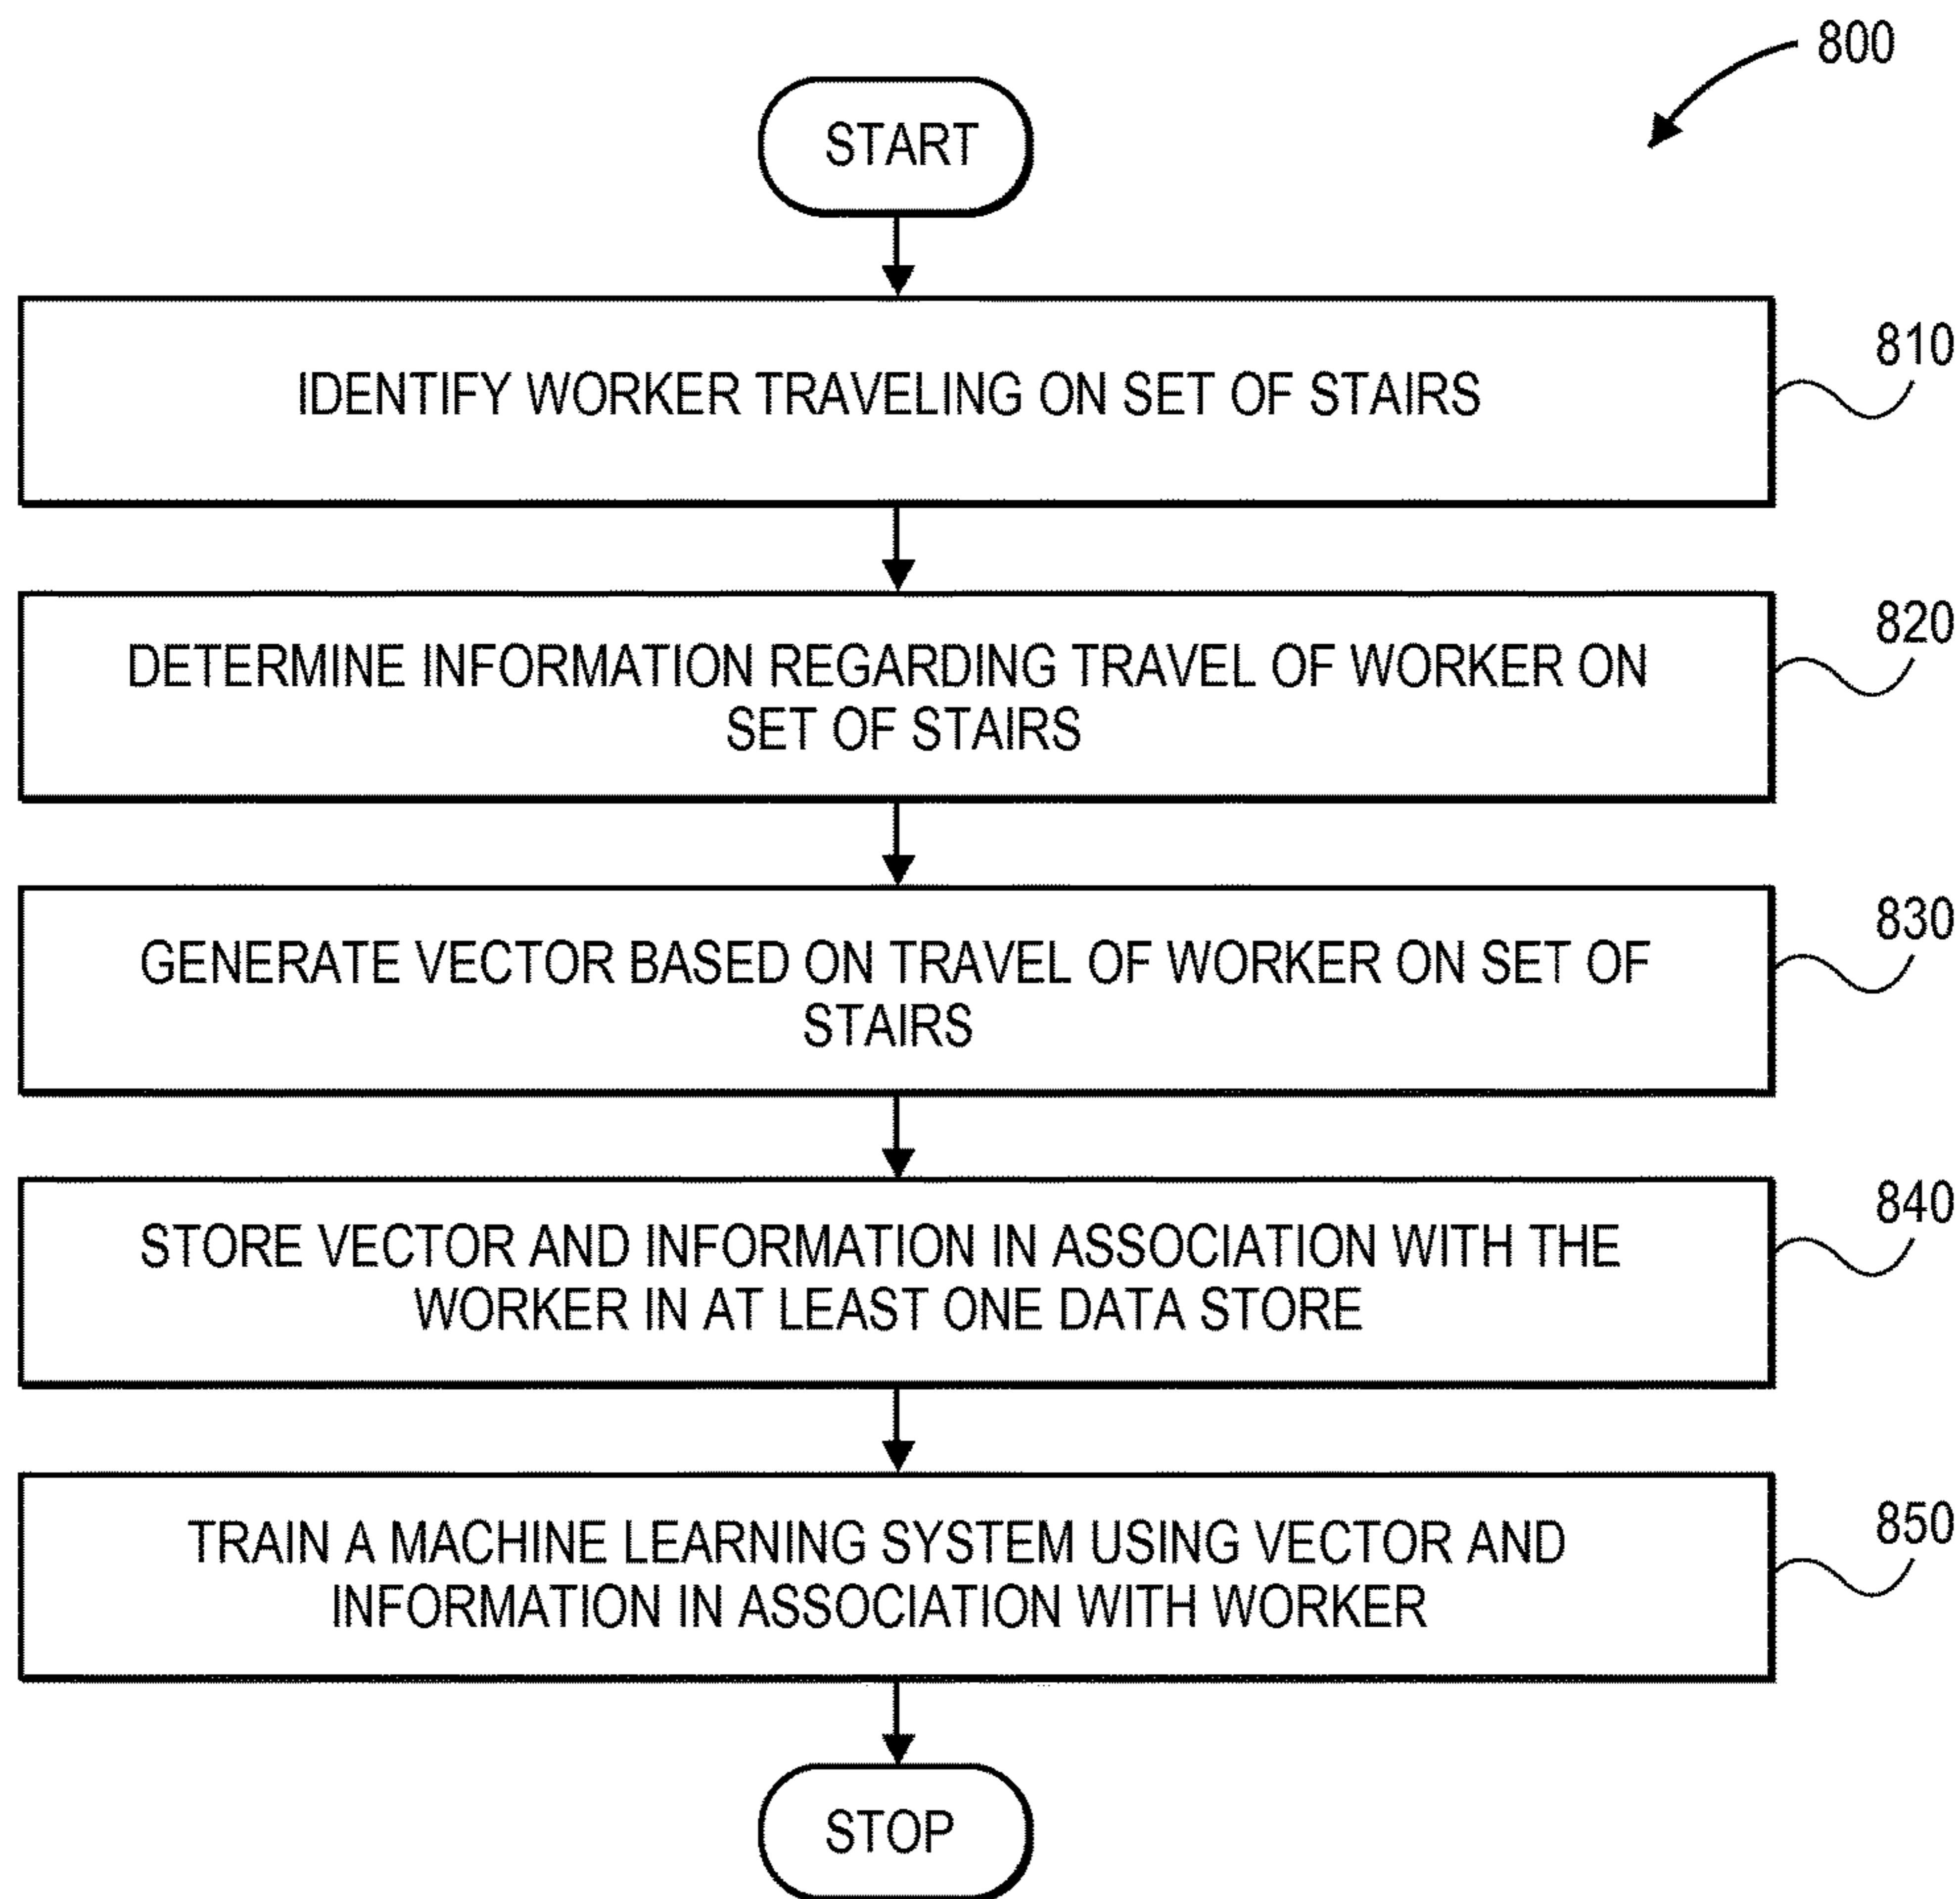 800
START
IDENTIFY WORKER TRAVELING ON SET OF STAIRS
810
DETERMINE INFORMATION REGARDING TRAVEL OF WORKER ON
SET OF STAIRS
820
GENERATE VECTOR BASED ON TRAVEL OF WORKER ON SET OF
STAIRS
830
STORE VECTOR AND INFORMATION IN ASSOCIATION WITH THE
WORKER IN AT LEAST ONE DATA STORE
840
TRAIN A MACHINE LEARNING SYSTEM USING VECTOR AND
INFORMATION IN ASSOCIATION WITH WORKER
850
STOP